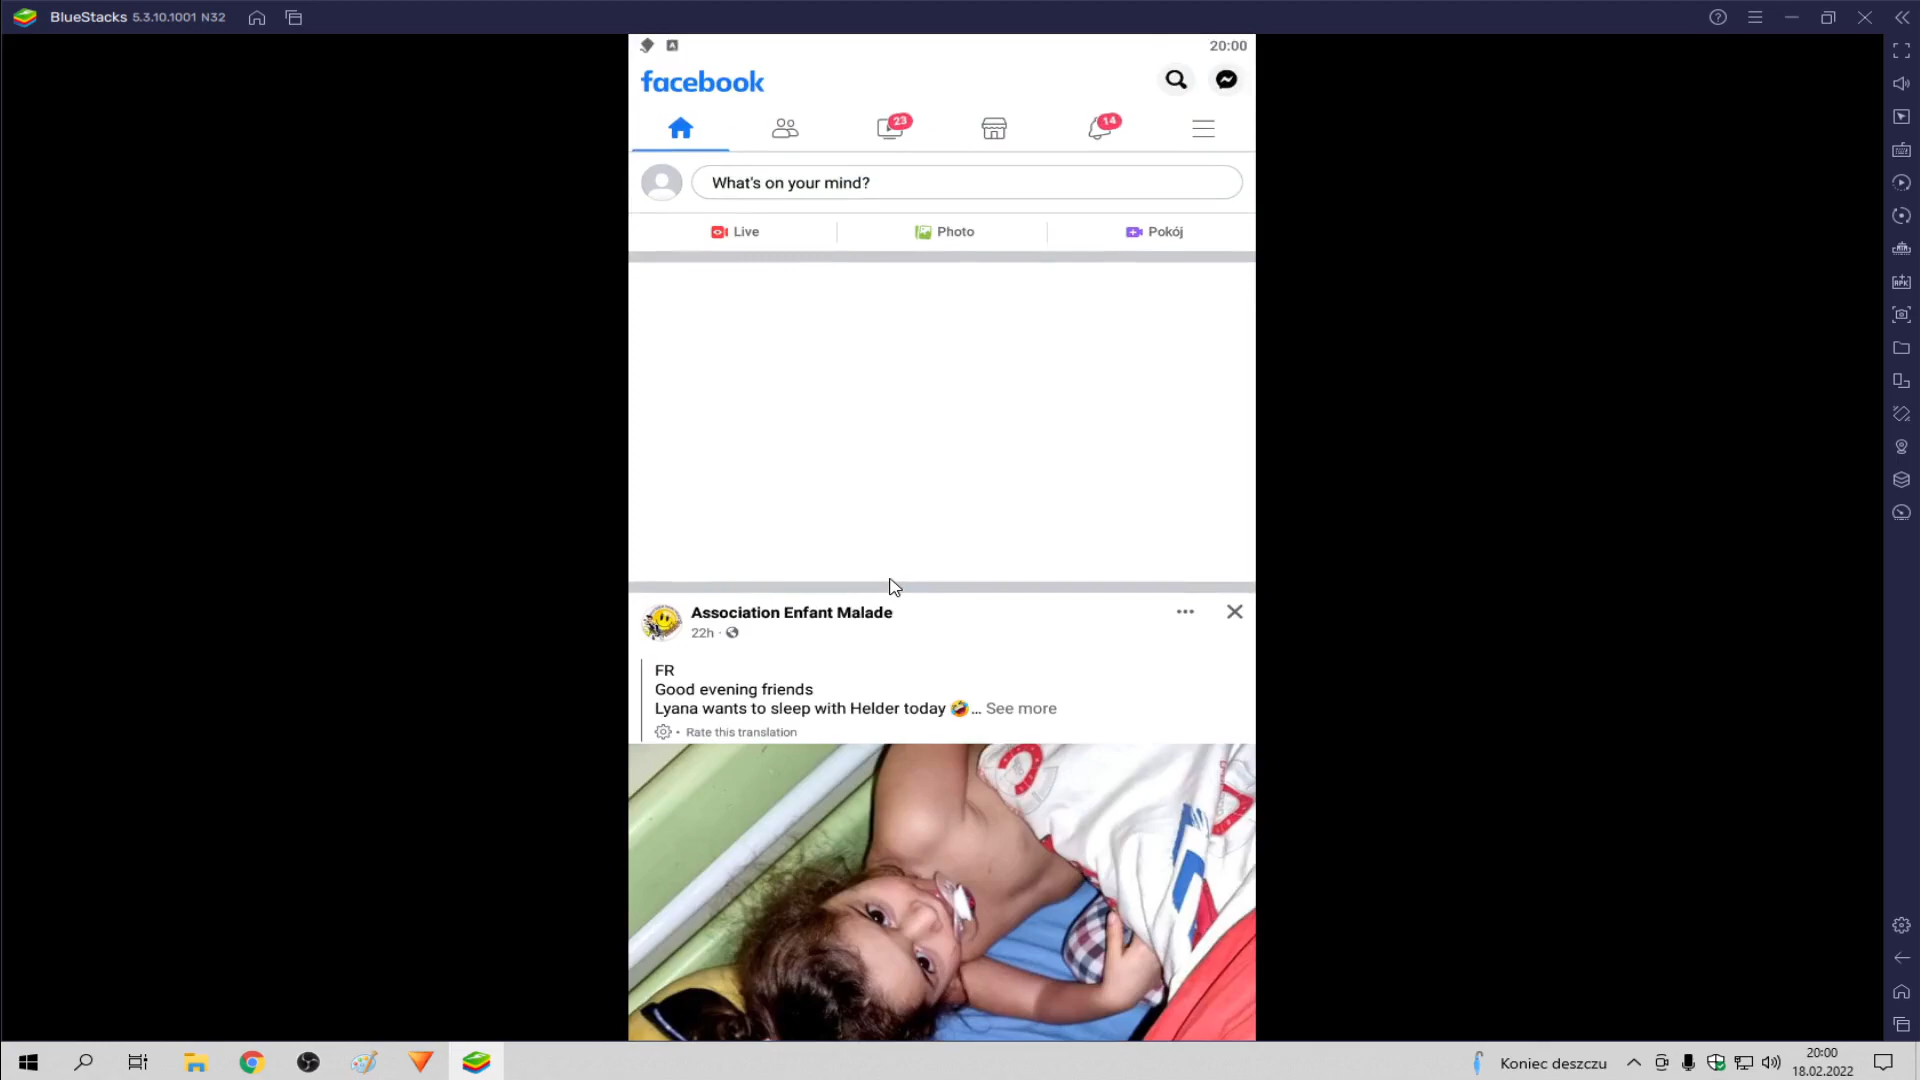 BlueStacks 5.3.10.1001 N32
20:00
facebook
23
14
What's on your mind?
Live
Photo
Pokój
Association Enfant Malade
22h ·
FR
Good evening friends
Lyana wants to sleep with Helder today 🤣... See more
• Rate this translation
Koniec deszczu
20:00
18.02.2022